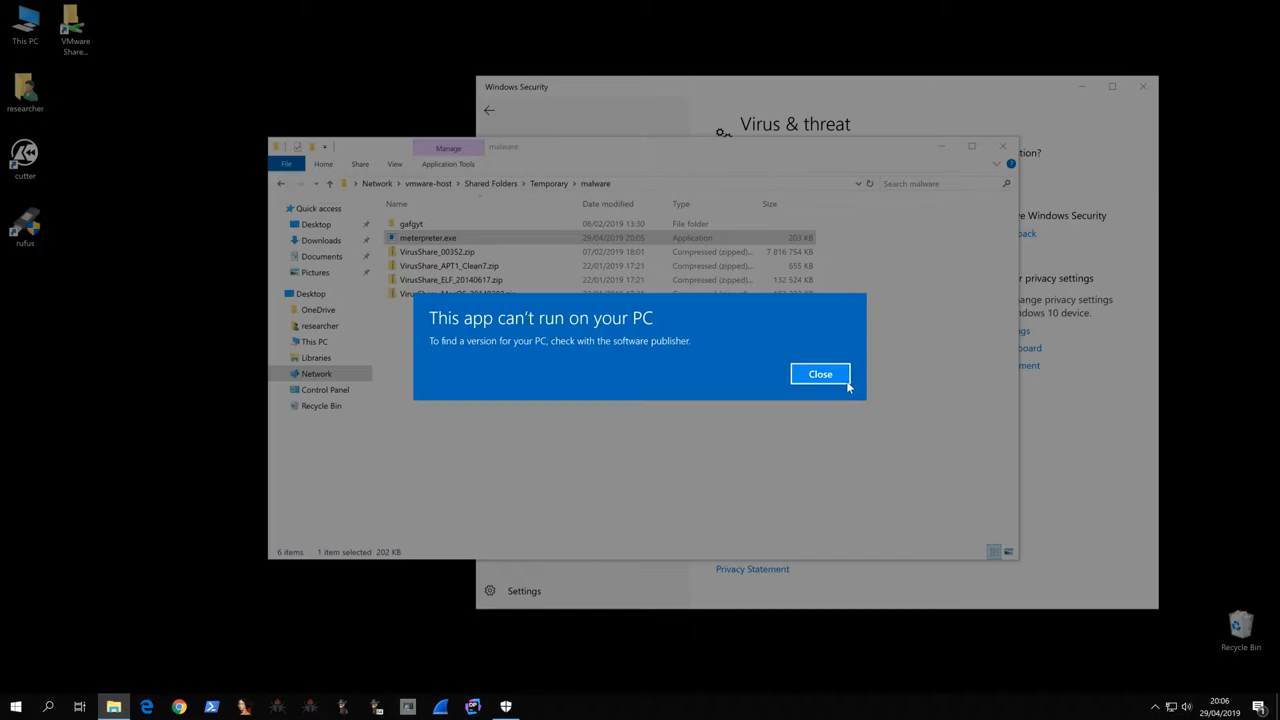 This PC
VMware
Share...
researcher
cutter
rufus
Windows Security
Virus & threat
tion?
re Windows Security
back
r privacy settings
hange privacy settings
ws 10 device.
ngs
board
ment
Privacy Statement
Settings
Manage
malware
File
Home
Share
View
Application Tools
Network
vmware-host
Shared Folders
Temporary
malware
Search malware
Name
Date modified
Type
Size
Quick access
Desktop
Downloads
Documents
Pictures
Desktop
OneDrive
researcher
This PC
Libraries
Network
Control Panel
Recycle Bin
gafgyt 08/02/2019 13:30 File folder
meterpreter.exe 29/04/2019 20:05 Application 203 KB
VirusShare_00352.zip 07/02/2019 18:01 Compressed (zipped)... 7 816 754 KB
VirusShare_APT1_Clean7.zip 22/01/2019 17:21 Compressed (zipped)... 655 KB
VirusShare_ELF_20140617.zip 22/01/2019 17:21 Compressed (zipped)... 132 524 KB
This app can't run on your PC
To find a version for your PC, check with the software publisher.
Close
6 items 1 item selected 202 KB
Recycle Bin
20:06
29/04/2019